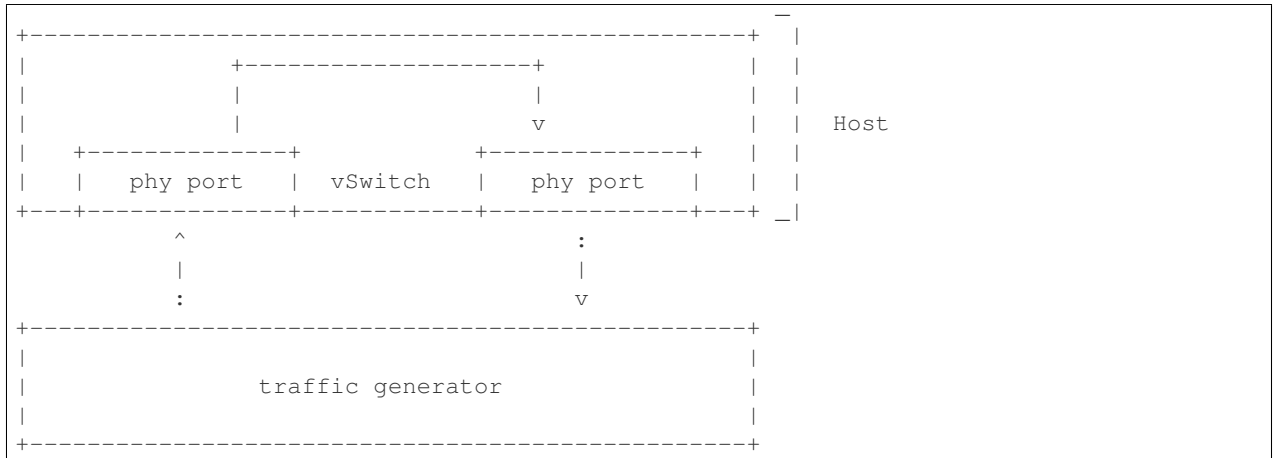 _
+--------------------------------------------------+  |
|              +--------------------+              |  |
|              |                    |              |  |
|              |                    v              |  |  Host
|   +--------------+            +--------------+   |  |
|   |   phy port   |  vSwitch   |   phy port   |   |  |
+---+--------------+------------+--------------+---+ _|
           ^                           :
           |                           |
           :                           v
+--------------------------------------------------+
|                                                  |
|                traffic generator                 |
|                                                  |
+--------------------------------------------------+